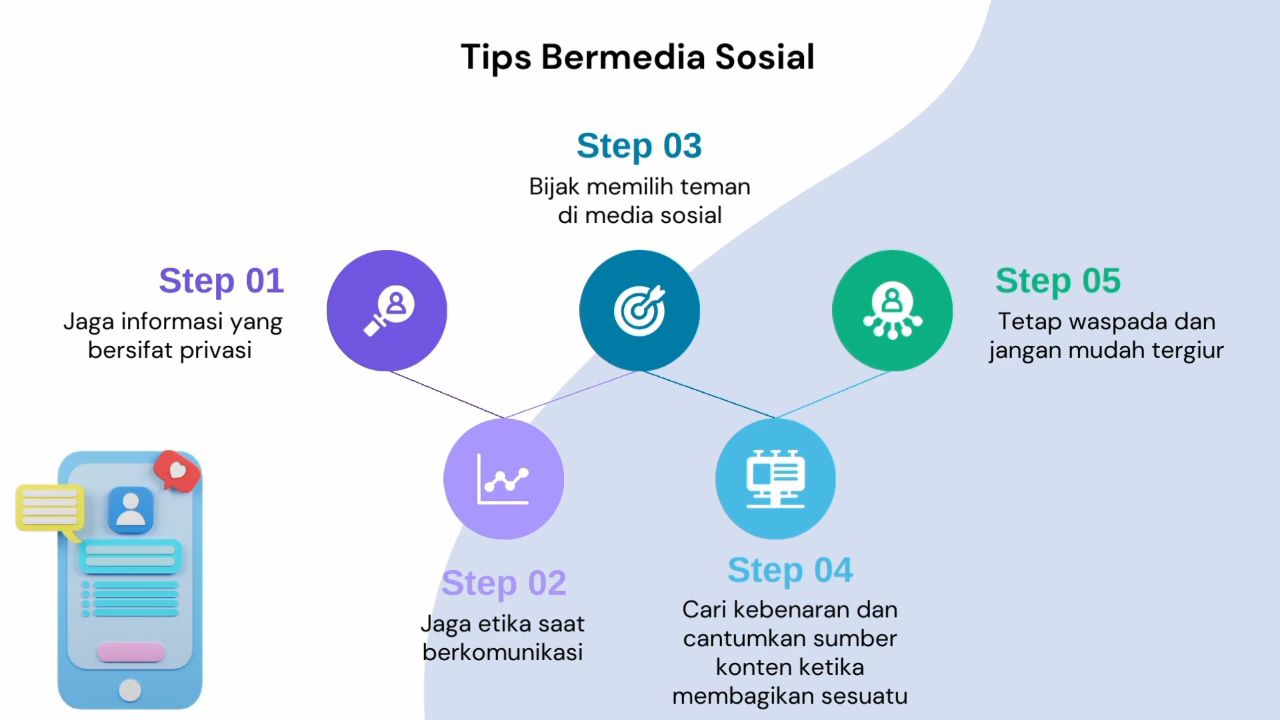 Tips Bermedia Sosial
Step 01
Jaga informasi yang
bersifat privasi
Step 02
Jaga etika saat
berkomunikasi
Step 03
Bijak memilih teman
di media sosial
Step 04
Cari kebenaran dan
cantumkan sumber
konten ketika
membagikan sesuatu
Step 05
Tetap waspada dan
jangan mudah tergiur